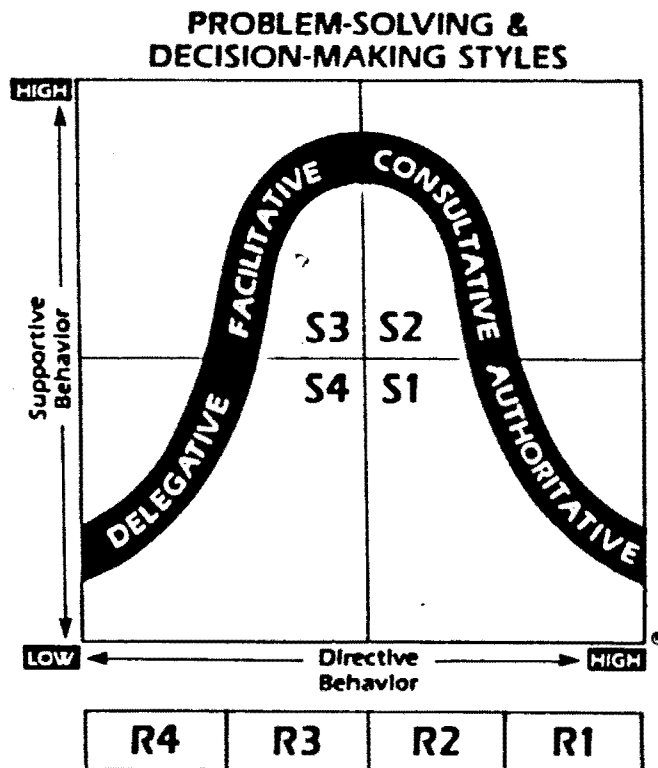 PROBLEM-SOLVING &
DECISION-MAKING STYLES
HIGH
FACILITATIVE
CONSULTATIVE
Supportive
Behavior
S3 S2
S4 S1
DELEGATIVE
AUTHORITATIVE
LOW
Directive
Behavior
HIGH
R4 R3 R2 R1